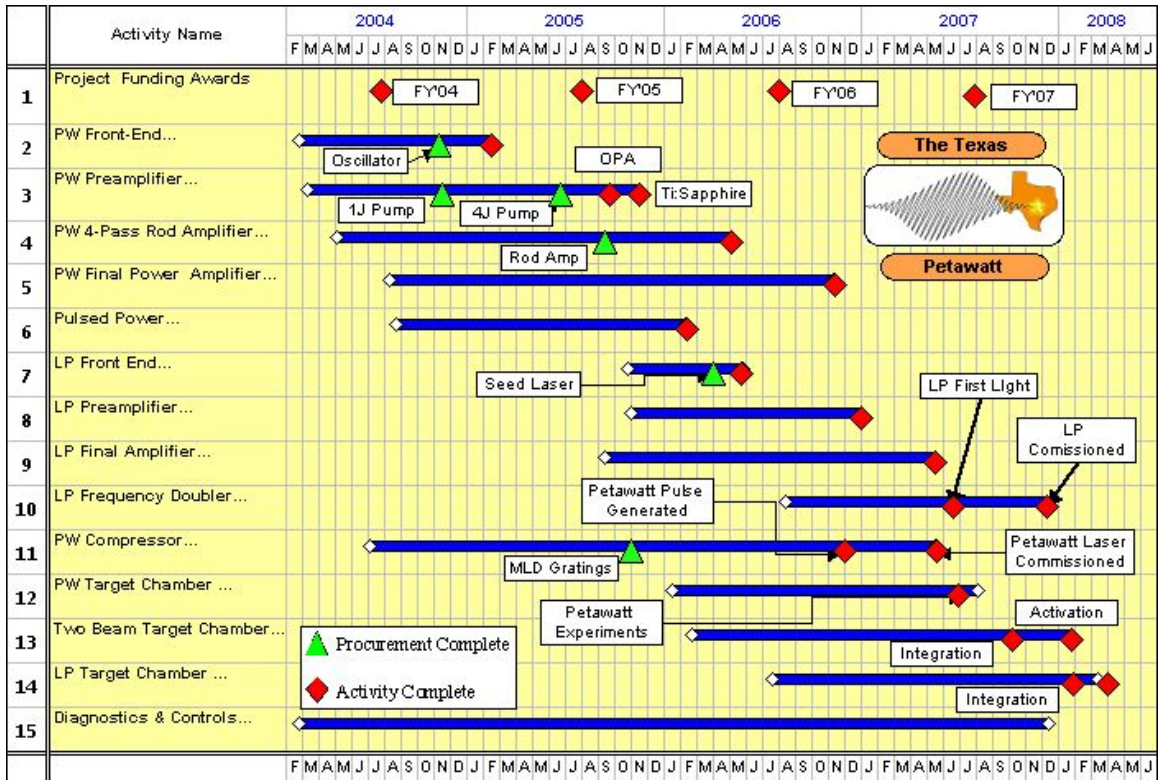 Activity Name
2004 2005 2006 2007 2008
F M A M J J A S O N D J F M A M J J A S O N D J F M A M J J A S O N D J F M A M J J A S O N D J F M A M J
1 Project Funding Awards
FY'04 FY'05 FY'06 FY'07
2 PW Front-End...
Oscillator
OPA
The Texas
3 PW Preamplifier...
1J Pump 4J Pump Ti:Sapphire
4 PW 4-Pass Rod Amplifier...
Rod Amp
5 PW Final Power Amplifier...
Petawatt
6 Pulsed Power...
7 LP Front End...
Seed Laser
LP First LIght
8 LP Preamplifier...
LP
Comissioned
9 LP Final Amplifier...
10 LP Frequency Doubler...
Petawatt Pulse
Generated
11 PW Compressor...
MLD Gratings
Petawatt Laser
Commissioned
12 PW Target Chamber ...
Petawatt
Experiments
Activation
13 Two Beam Target Chamber...
Integration
Procurement Complete
14 LP Target Chamber ...
Integration
Activity Complete
15 Diagnostics & Controls...
F M A M J J A S O N D J F M A M J J A S O N D J F M A M J J A S O N D J F M A M J J A S O N D J F M A M J